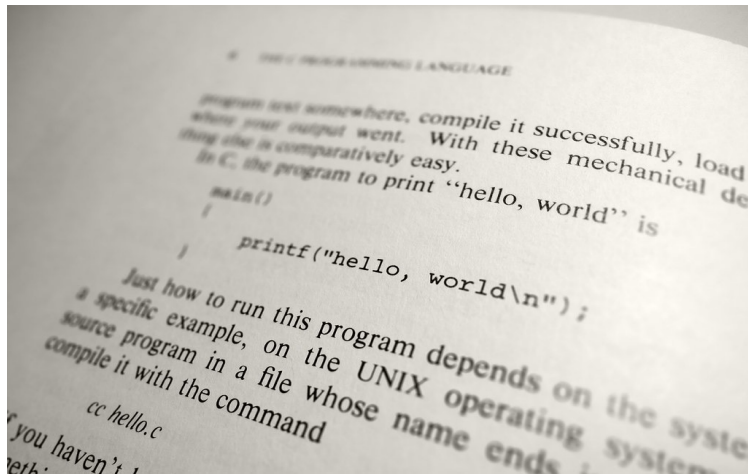 6 THE C PROGRAMMING LANGUAGE
program text somewhere, compile it successfully, load
where your output went. With these mechanical de
thing else is comparatively easy.
In C, the program to print ‘‘hello, world’’ is
main()
{
printf("hello, world\n");
}
Just how to run this program depends on the syste
a specific example, on the UNIX operating system
source program in a file whose name ends
compile it with the command
cc hello.c
f you haven't